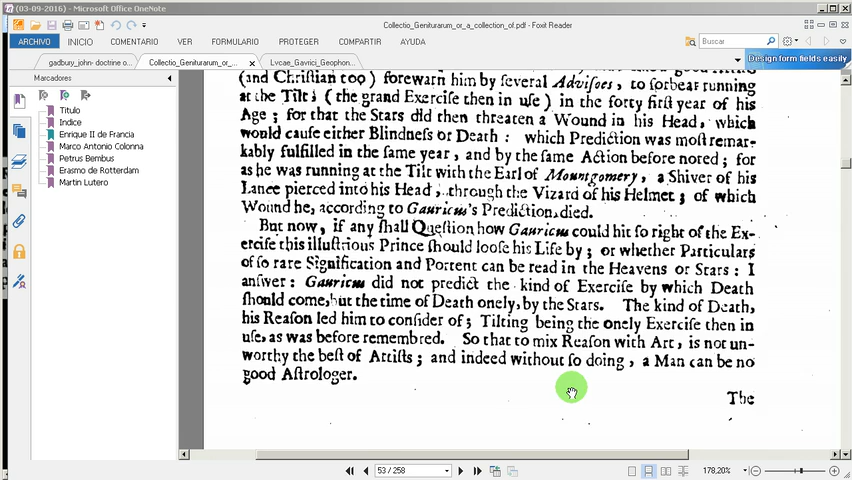 (03-09-2016) - Microsoft Office OneNote
Collectio_Geniturarum_or_a_collection_of.pdf - Foxit Reader
ARCHIVO INICIO COMENTARIO VER FORMULARIO PROTEGER COMPARTIR AYUDA
Buscar
gadbury_john- doctrine o... Collectio_Geniturarum_or_... Lvcae_Gavrici_Geophon...
Design form fields easily
Marcadores
Titulo
Indice
Enrique II de Francia
Marco Antonio Colonna
Petrus Bembus
Erasmo de Rotterdam
Martin Lutero
(and Chriſtian too) forewarn him by ſeveral Adviſoes, to forbear running
at the Tilt; (the grand Exerciſe then in uſe) in the forty firſt year of his
Age; for that the Stars did then threaten a Wound in his Head, which
would cauſe either Blindneſs or Death: which Prediction was moſt remar-
kably fulfilled in the ſame year, and by the ſame Action before noted; for
as he was running at the Tilt with the Earl of Mountgomery, a Shiver of his
Lance pierced into his Head, through the Vizard of his Helmet; of which
Wound he, according to Gauricus's Prediction, died.
But now, if any ſhall Queſtion how Gauricus could hit ſo right of the Ex-
erciſe this illuſtrious Prince ſhould looſe his Life by; or whether Particulars
of ſo rare Signification and Portent can be read in the Heavens or Stars: I
anſwer: Gauricus did not predict the kind of Exerciſe by which Death
ſhould come, but the time of Death onely, by the Stars. The kind of Death,
his Reaſon led him to conſider of; Tilting being the onely Exerciſe then in
uſe, as was before remembred. So that to mix Reaſon with Art, is not un-
worthy the beſt of Artiſts; and indeed without ſo doing, a Man can be no
good Aſtrologer.
The
53 / 258
178,20%